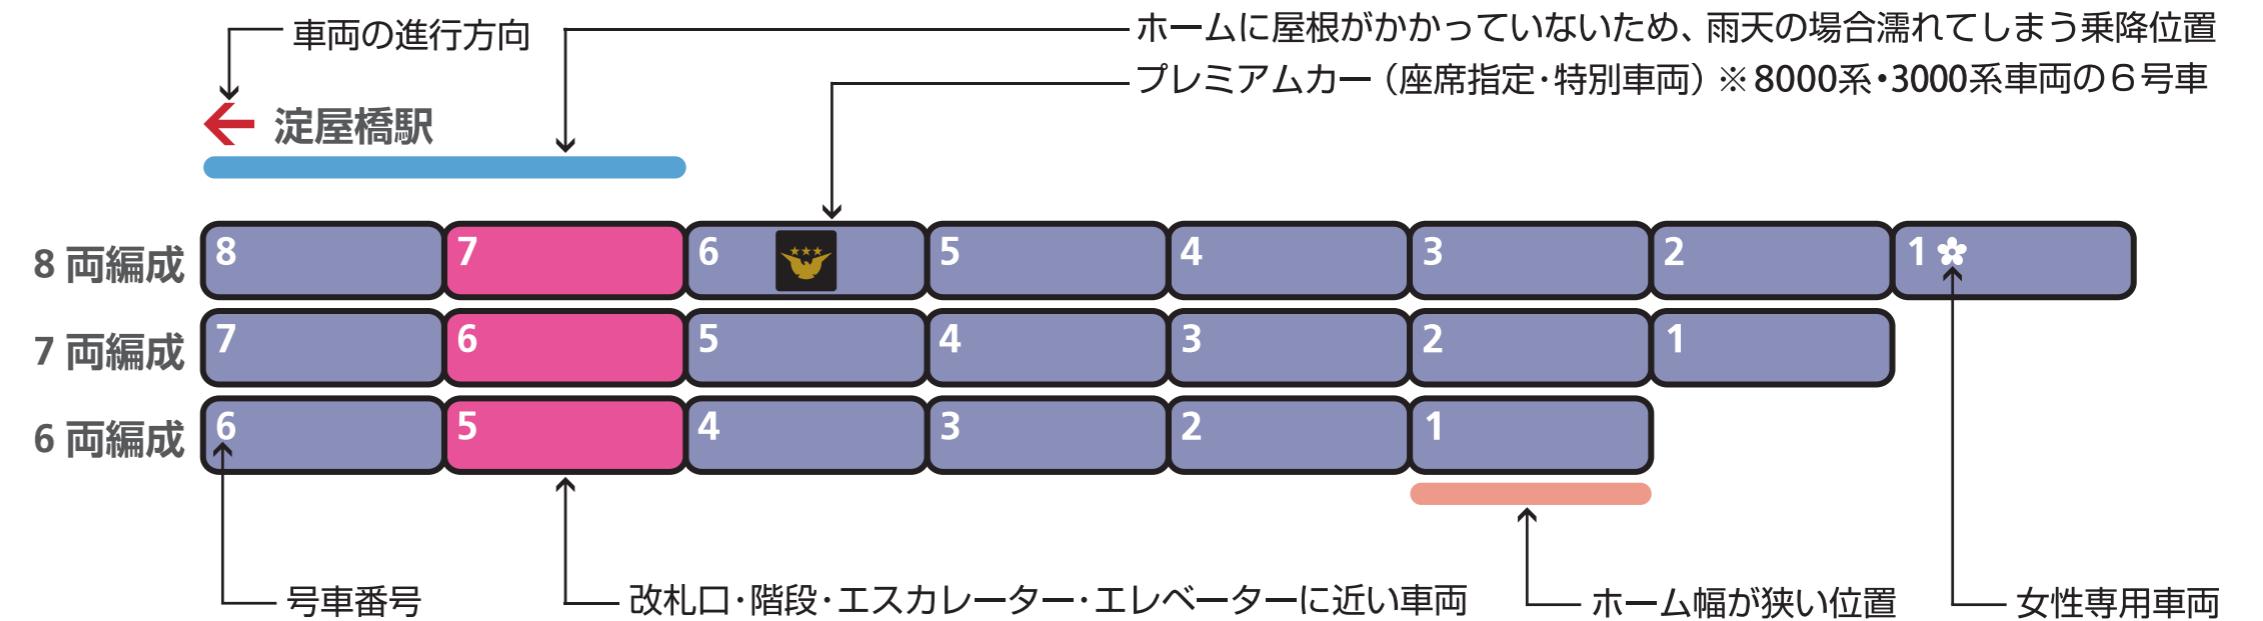 車両の進行方向
ホームに屋根がかかっていないため、雨天の場合濡れてしまう乗降位置
プレミアムカー（座席指定・特別車両）※8000系・3000系車両の６号車
淀屋橋駅
8 両編成 8 7 6 5 4 3 2 1
7 両編成 7 6 5 4 3 2 1
6 両編成 6 5 4 3 2 1
号車番号
改札口・階段・エスカレーター・エレベーターに近い車両
ホーム幅が狭い位置
女性専用車両